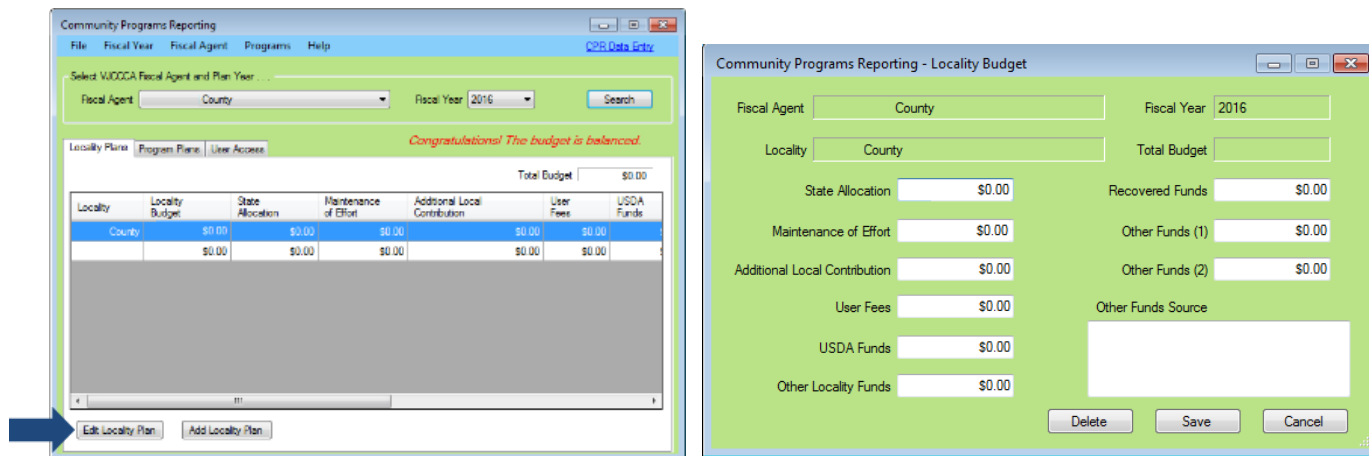 Community Programs Reporting
File Fiscal Year Fiscal Agent Programs Help CPR Data Entry
Select VJCCCA Fiscal Agent and Plan Year . . .
Fiscal Agent County Fiscal Year 2016 Search
Congratulations! The budget is balanced.
Locality Plans Program Plans User Access
Total Budget $0.00
Locality Locality Budget State Allocation Maintenance of Effort Additional Local Contribution User Fees USDA Funds
County $0.00 $0.00 $0.00 $0.00 $0.00
$0.00 $0.00 $0.00 $0.00 $0.00
Edit Locality Plan Add Locality Plan
Community Programs Reporting - Locality Budget
Fiscal Agent County Fiscal Year 2016
Locality County Total Budget
State Allocation $0.00 Recovered Funds $0.00
Maintenance of Effort $0.00 Other Funds (1) $0.00
Additional Local Contribution $0.00 Other Funds (2) $0.00
User Fees $0.00 Other Funds Source
USDA Funds $0.00
Other Locality Funds $0.00
Delete Save Cancel